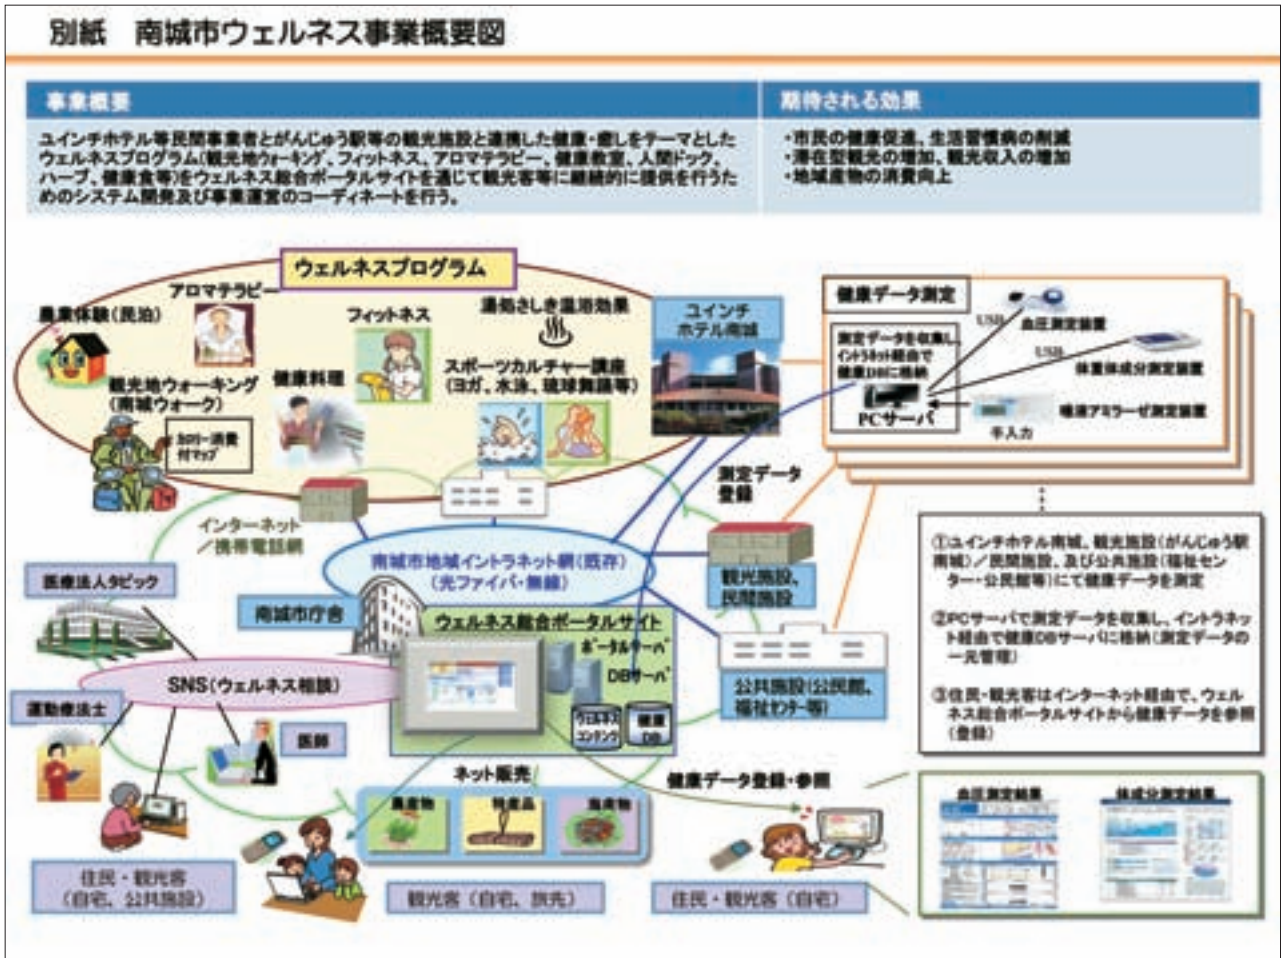 別紙　南城市ウェルネス事業概要図
事業概要
ユインチホテル等民間事業者とがんじゅう駅等の観光施設と連携した健康・癒しをテーマとした
ウェルネスプログラム(観光地ウォーキング、フィットネス、アロマテラピー、健康教室、人間ドック、
ハーブ、健康食等)をウェルネス総合ポータルサイトを通じて観光客等に継続的に提供を行うた
めのシステム開発及び事業運営のコーディネートを行う。
期待される効果
・市民の健康促進、生活習慣病の削減
・滞在型観光の増加、観光収入の増加
・地域産物の消費向上
ウェルネスプログラム
農業体験(民泊)
アロマテラピー
フィットネス
湯処さしき温浴効果
観光地ウォーキング
(南城ウォーク)
健康料理
スポーツカルチャー講座
(ヨガ、水泳、琉球舞踊等)
カロリー消費
付マップ
ユインチ
ホテル南城
健康データ測定
測定データを収集し、
イントラネット経由で
健康DBに格納
PCサーバ
USB
血圧測定装置
USB
体重体成分測定装置
唾液アミラーゼ測定装置
手入力
測定データ
登録
インターネット
/携帯電話網
南城市地域イントラネット網(既存)
(光ファイバ・無線)
観光施設、
民間施設
医療法人タピック
南城市庁舎
ウェルネス総合ポータルサイト
ポータルサーバ
DBサーバ
ウェルネス
コンテンツ
健康
DB
公共施設(公民館、
福祉センター等)
SNS(ウェルネス相談)
運動療法士
医師
①ユインチホテル南城、観光施設(がんじゅう駅
南城)/民間施設、及び公共施設(福祉セン
ター・公民館等)にて健康データを測定
②PCサーバで測定データを収集し、イントラネッ
ト経由で健康DBサーバに格納(測定データの
一元管理)
③住民・観光客はインターネット経由で、ウェル
ネス総合ポータルサイトから健康データを参照
(登録)
ネット販売
農産物
特産品
海産物
健康データ登録・参照
血圧測定結果
体成分測定結果
住民・観光客
(自宅、公共施設)
観光客(自宅、旅先)
住民・観光客(自宅)